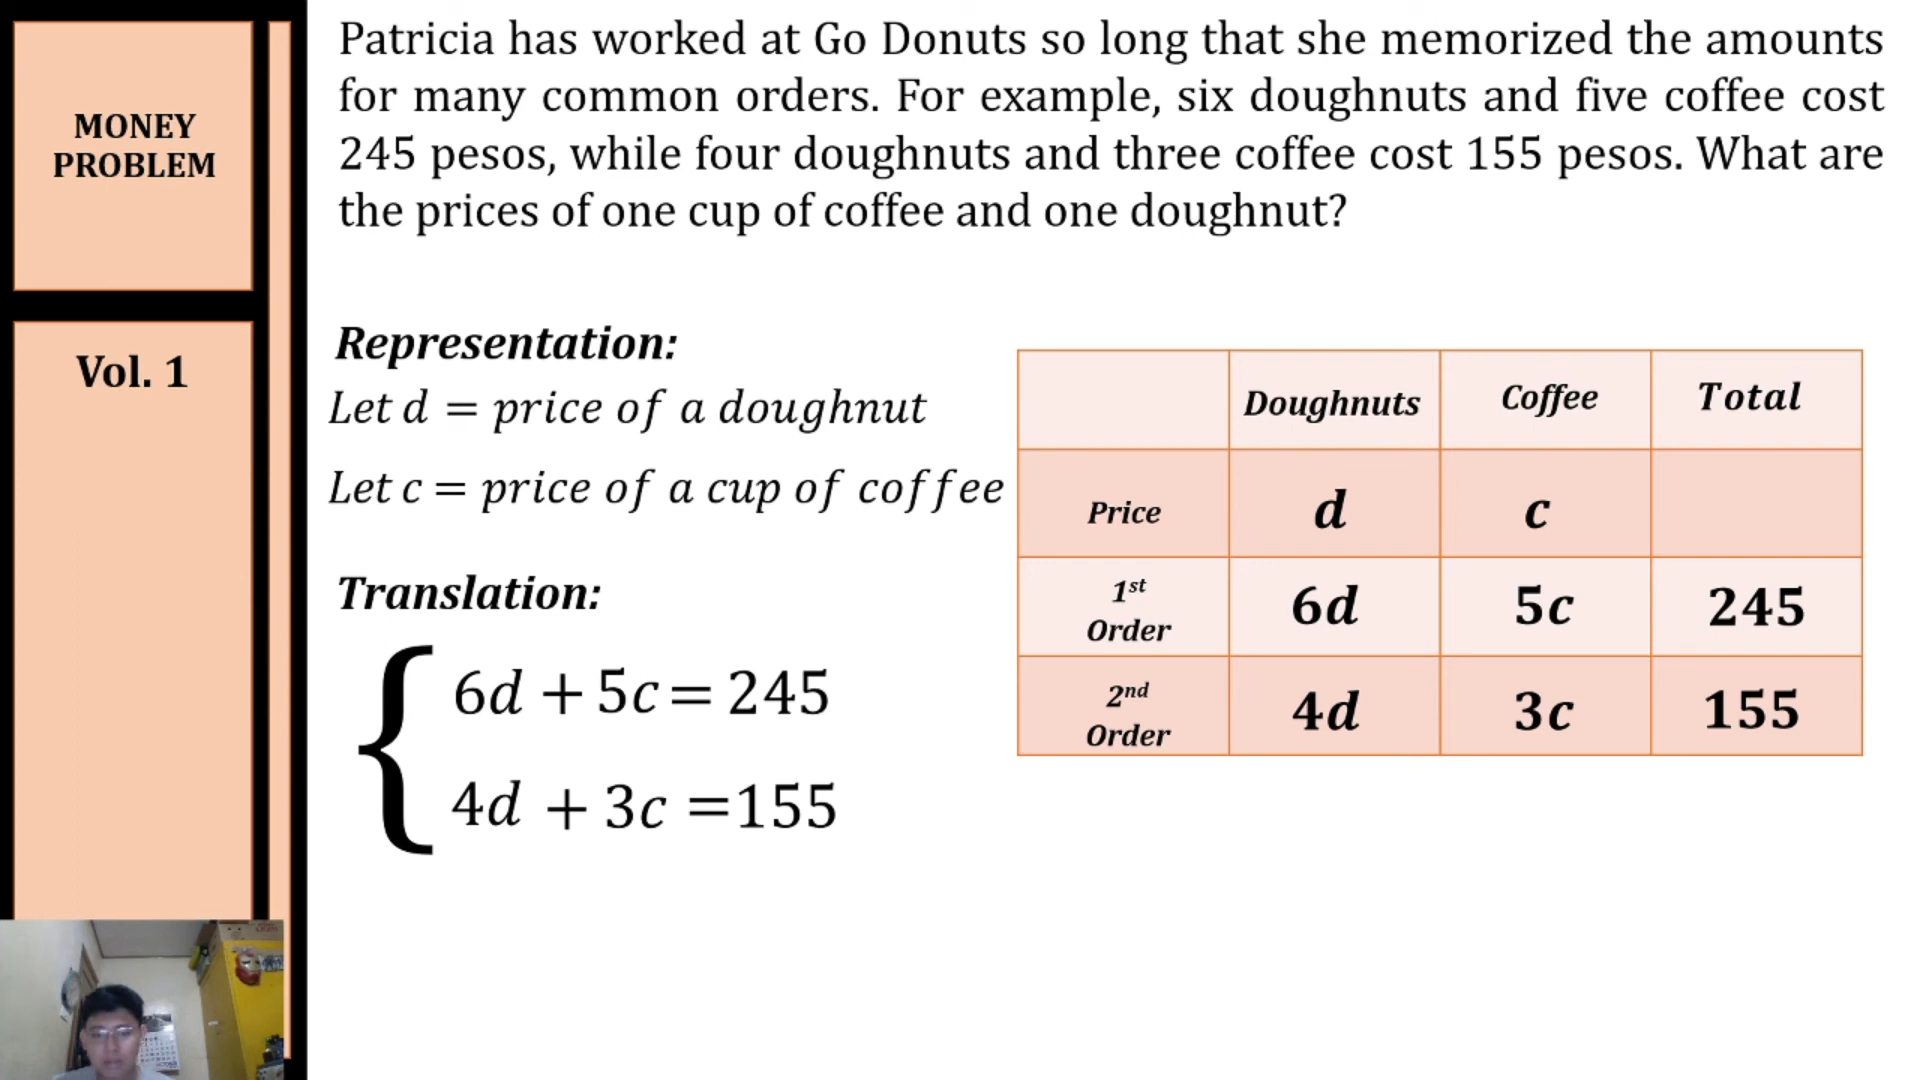 MONEY
PROBLEM
Vol. 1
Patricia has worked at Go Donuts so long that she memorized the amounts
for many common orders. For example, six doughnuts and five coffee cost
245 pesos, while four doughnuts and three coffee cost 155 pesos. What are
the prices of one cup of coffee and one doughnut?
Representation:
Let d = price of a doughnut
Let c = price of a cup of coffee
Translation:
6d + 5c = 245
4d + 3c =155
Doughnuts Coffee Total
Price d c
1st Order 6d 5c 245
2nd Order 4d 3c 155